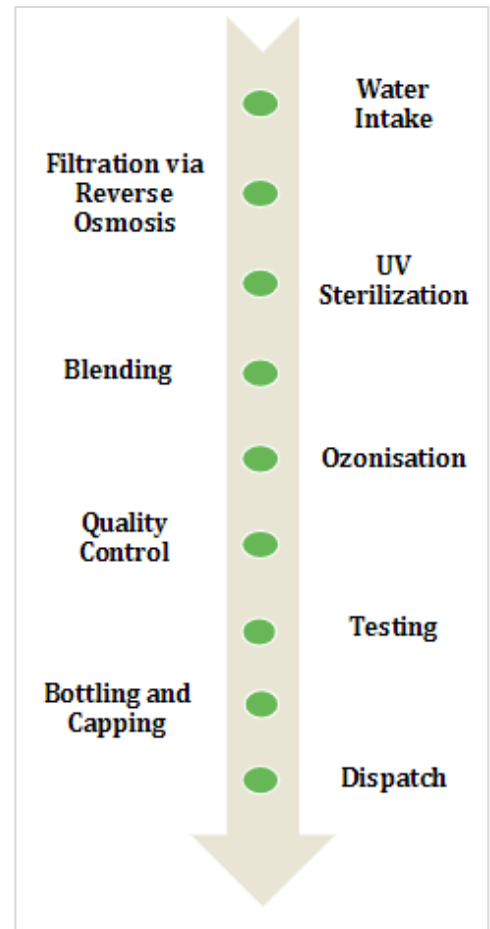 Water
Intake
Filtration via
Reverse
Osmosis
UV
Sterilization
Blending
Ozonisation
Quality
Control
Testing
Bottling and
Capping
Dispatch